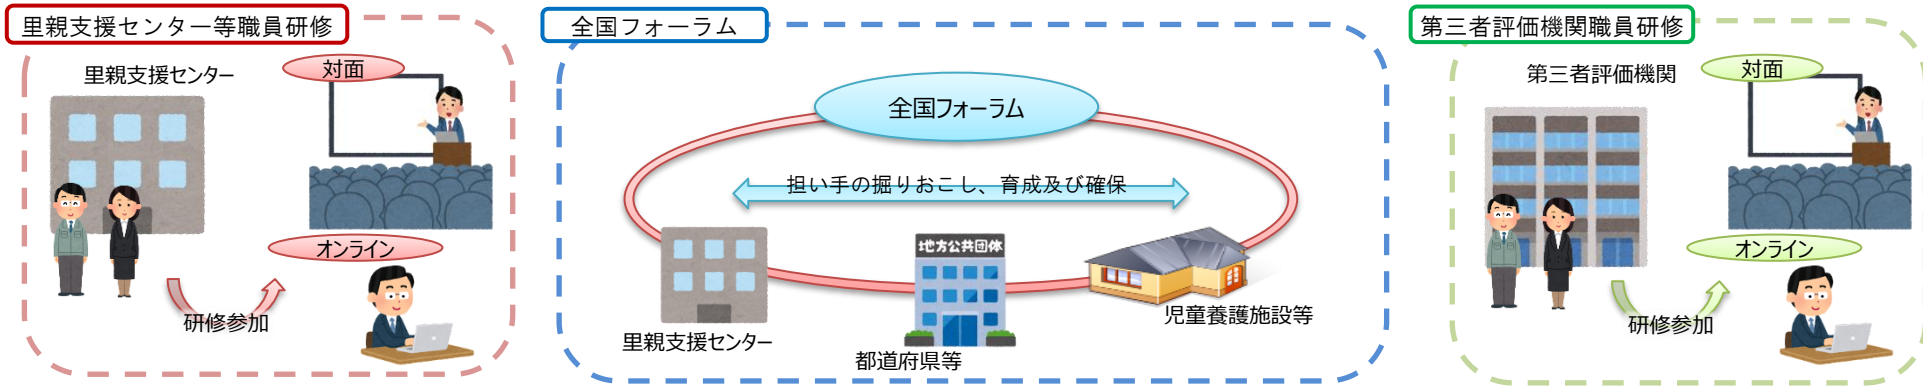 里親支援センター等職員研修
里親支援センター
対面
オンライン
研修参加
全国フォーラム
全国フォーラム
担い手の掘りおこし、育成及び確保
里親支援センター
地方公共団体
都道府県等
児童養護施設等
第三者評価機関職員研修
第三者評価機関
対面
オンライン
研修参加